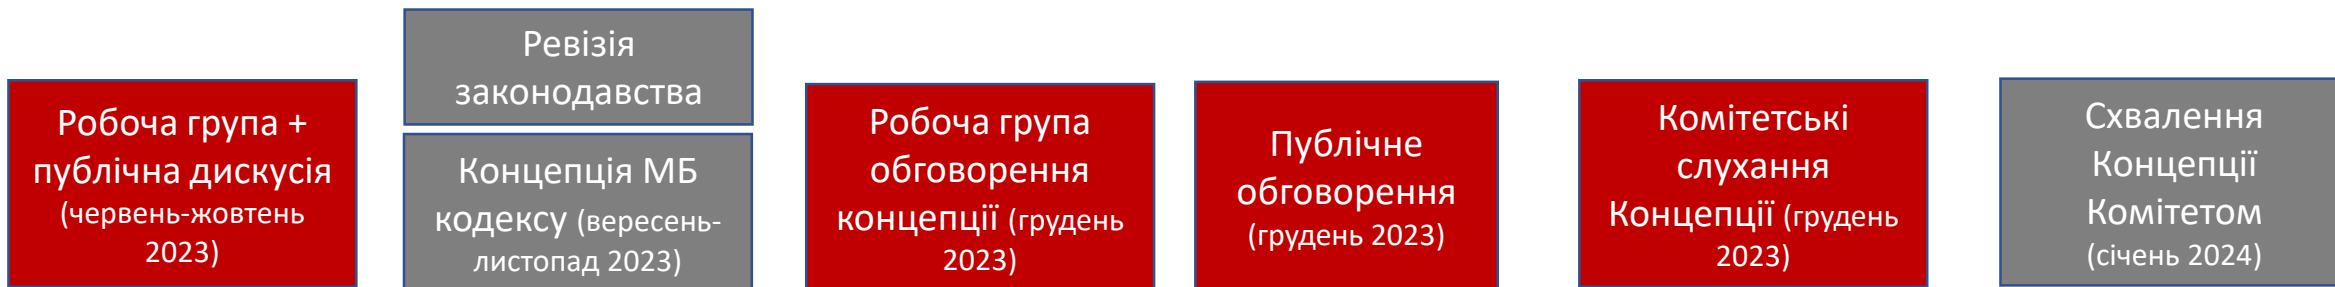 Робоча група +
публічна дискусія
(червень-жовтень
2023)
Ревізія
законодавства
Концепція МБ
кодексу (вересень-
листопад 2023)
Робоча група
обговорення
концепції (грудень
2023)
Публічне
обговорення
(грудень 2023)
Комітетські
слухання
Концепції (грудень
2023)
Схвалення
Концепції
Комітетом
(січень 2024)